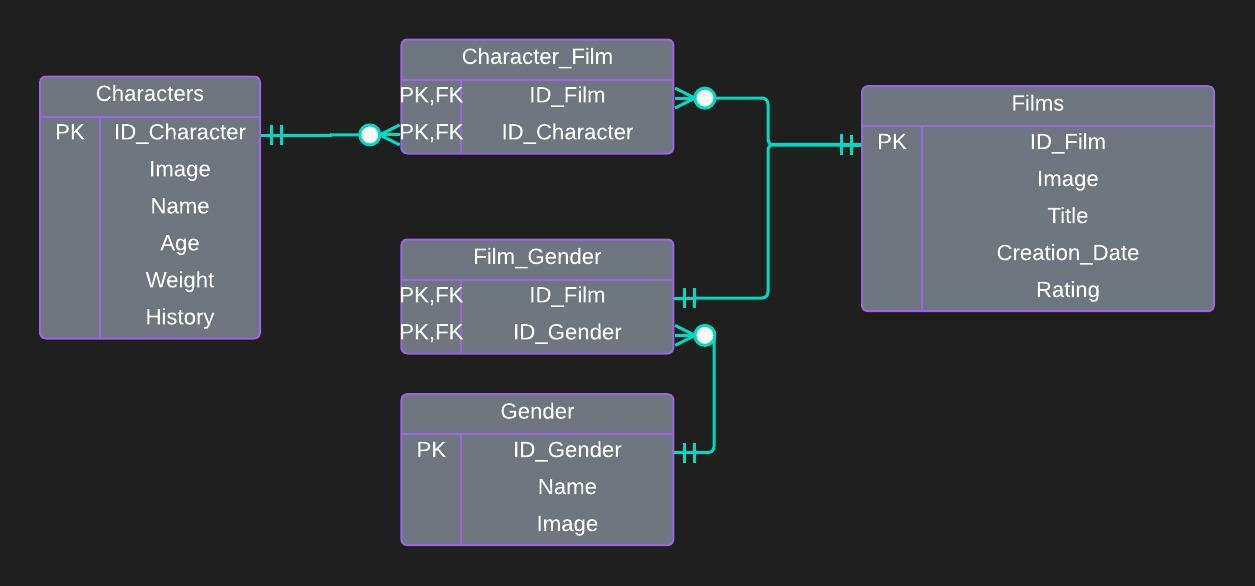 Characters
PK ID_Character
Image
Name
Age
Weight
History
Character_Film
PK,FK ID_Film
PK,FK ID_Character
Film_Gender
PK,FK ID_Film
PK,FK ID_Gender
Gender
PK ID_Gender
Name
Image
Films
PK ID_Film
Image
Title
Creation_Date
Rating